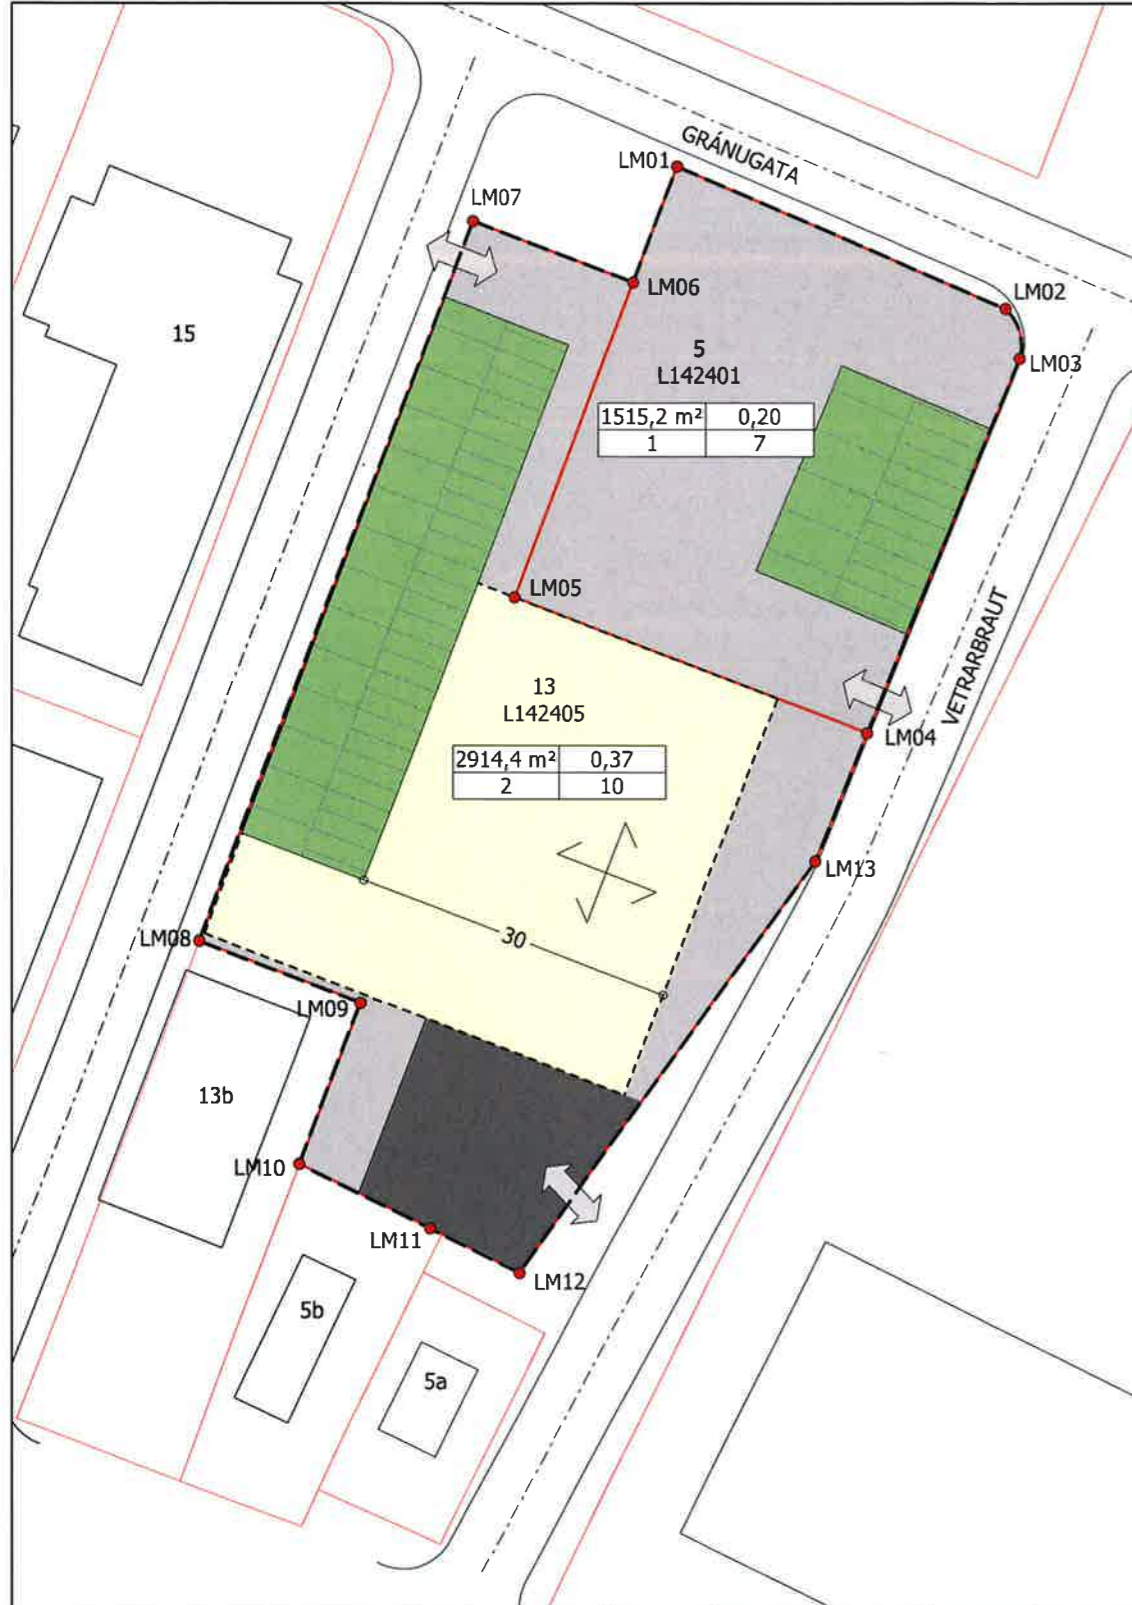 GRÁNUGATA
LM01
LM07
LM06
LM02
LM03
15
5
L142401
1515,2 m² 0,20
1 7
LM05
VETRARBRAUT
13
L142405
LM04
2914,4 m² 0,37
2 10
LM13
30
LM08
LM09
13b
LM10
LM11
LM12
5b
5a